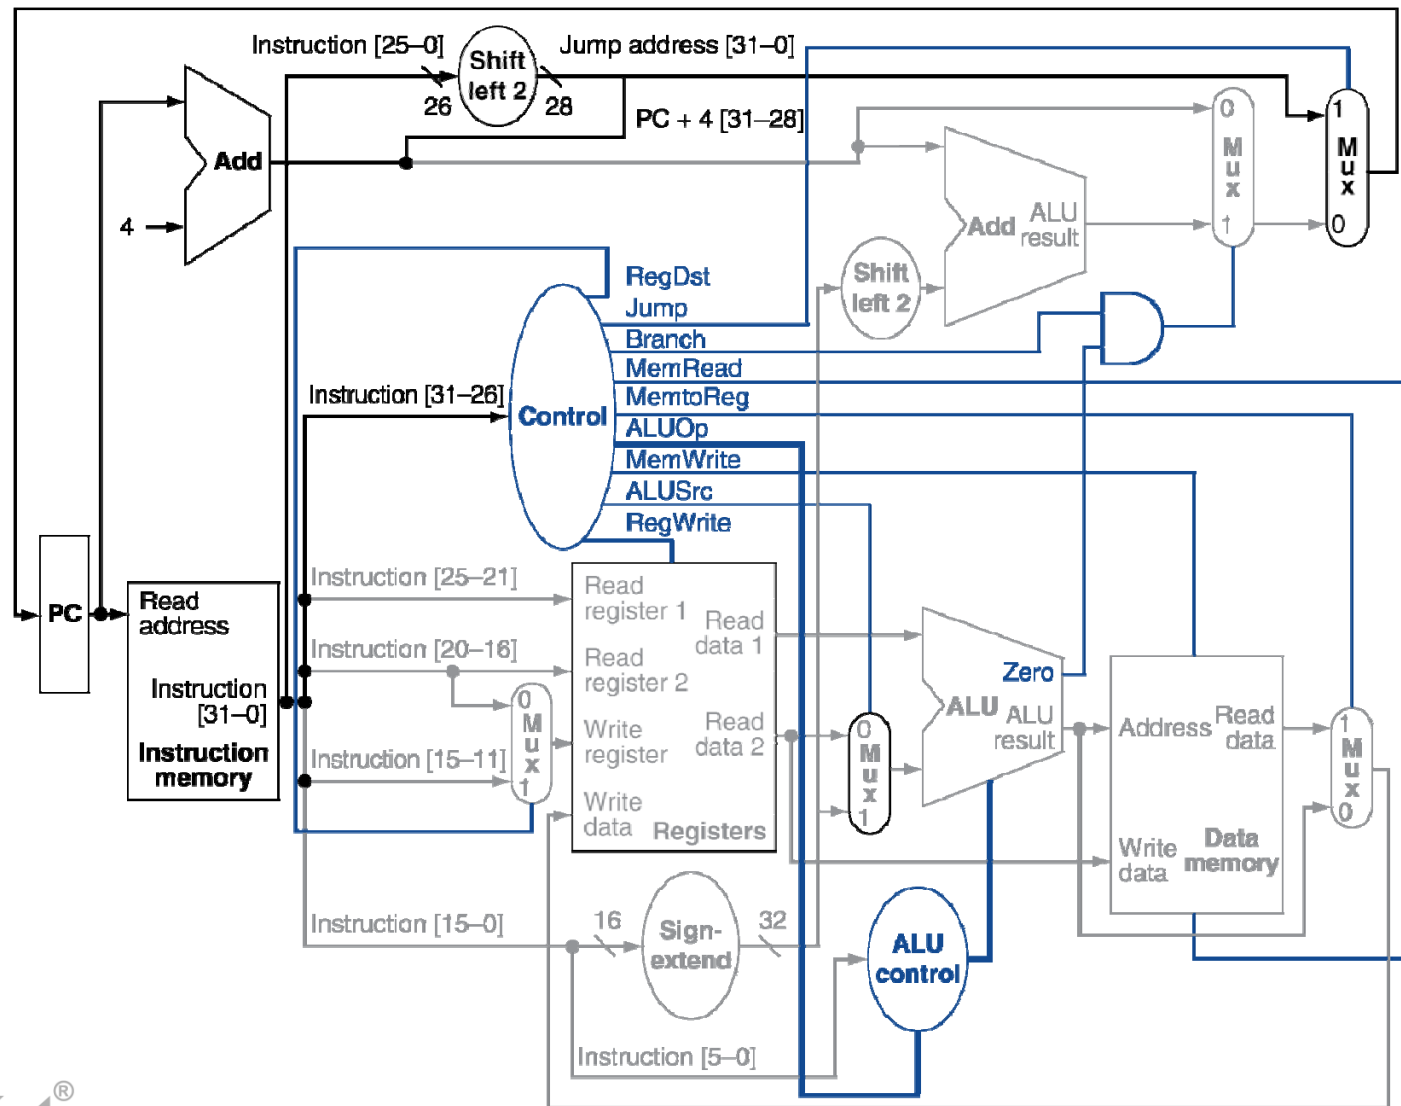 Instruction [25–0]
Shift
left 2
Jump address [31–0]
26
28
PC + 4 [31–28]
Add
4
0
M
u
x
1
1
M
u
x
0
Add
ALU
result
Shift
left 2
RegDst
Jump
Branch
MemRead
MemtoReg
ALUOp
MemWrite
ALUSrc
RegWrite
Instruction [31–26]
Control
PC
Read
address
Instruction
[31–0]
Instruction
memory
Instruction [25–21]
Instruction [20–16]
Instruction [15–11]
0
M
u
x
1
Read
register 1
Read
register 2
Write
register
Write
data
Read
data 1
Read
data 2
Registers
0
M
u
x
1
Zero
ALU
ALU
result
Address
Read
data
Write
data
Data
memory
1
M
u
x
0
Instruction [15–0]
16
Sign-
extend
32
ALU
control
Instruction [5–0]
®